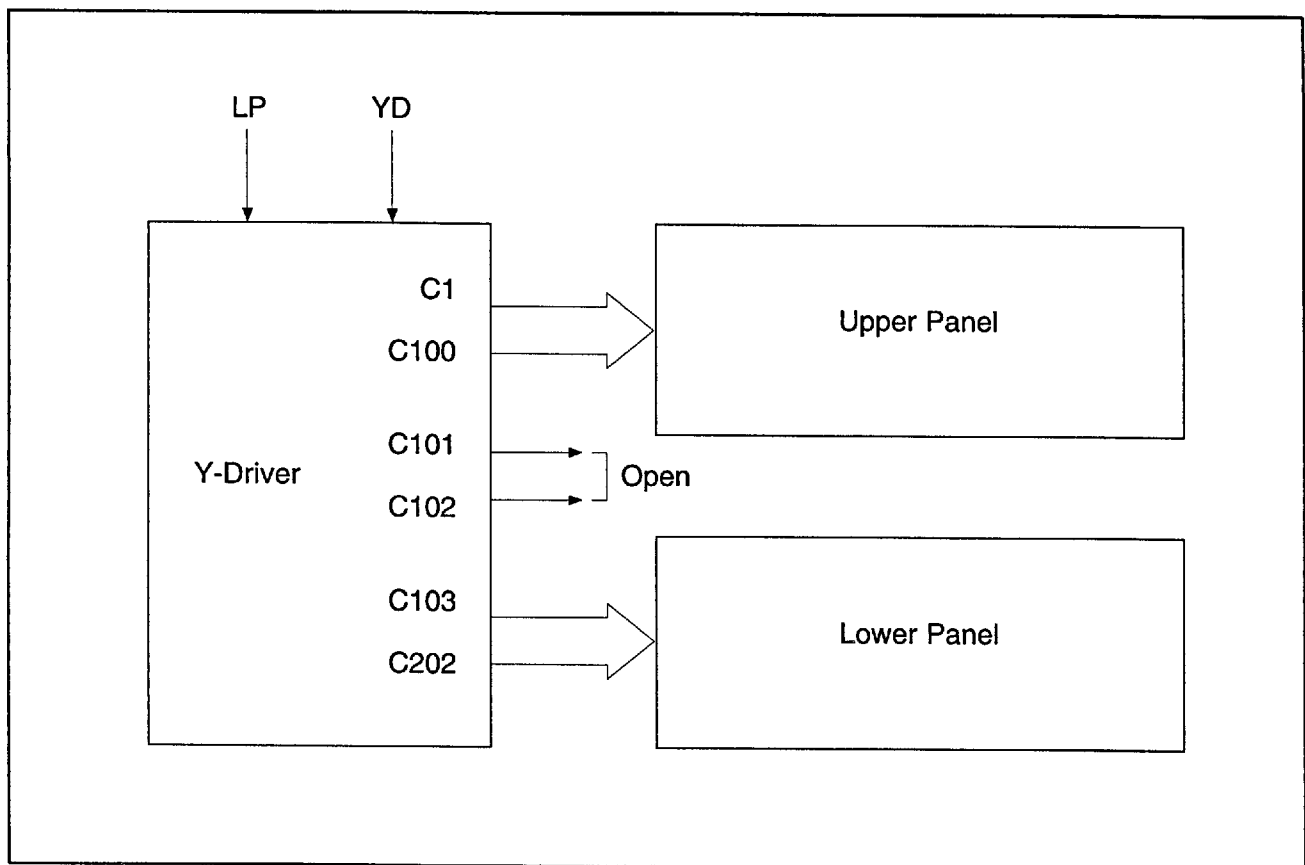 LP YD
C1
Upper Panel
C100
C101
Y-Driver
Open
C102
C103
Lower Panel
C202